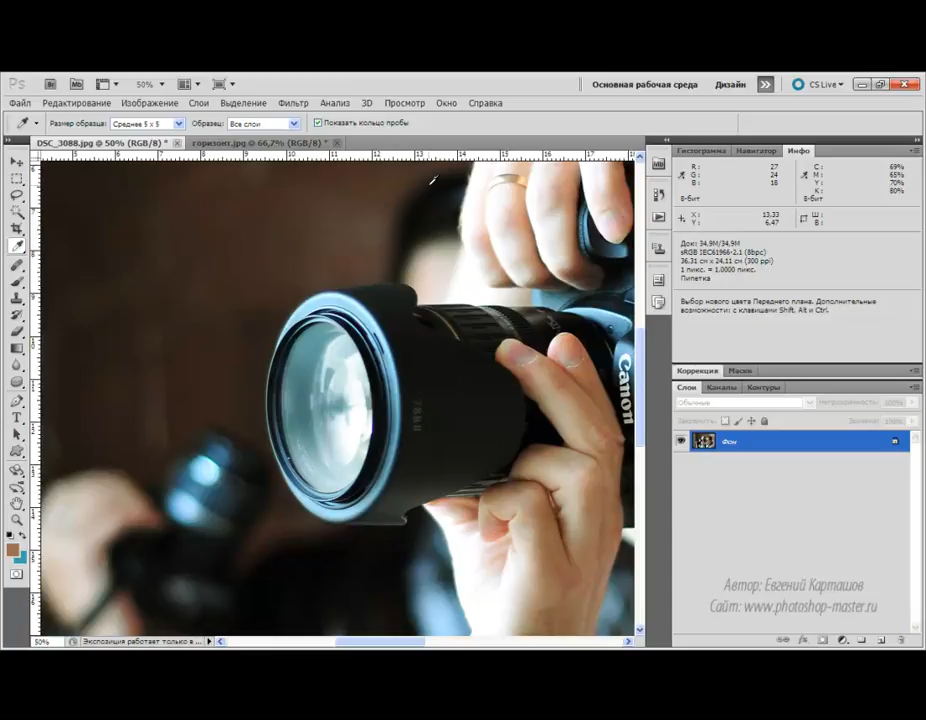 Ps Br Mb 50% Основная рабочая среда Дизайн CS Live
Файл Редактирование Изображение Слои Выделение Фильтр Анализ 3D Просмотр Окно Справка
Размер образца: Среднее 5 x 5 Образец: Все слои Показать кольцо пробы
DSC_3088.jpg @ 50% (RGB/8) * горизонт.jpg @ 66,7% (RGB/8) *
Гистограмма Навигатор Инфо
R: 27 C: 69%
G: 24 M: 65%
B: 18 Y: 70%
K: 80%
8-бит 8-бит
X: 13,33 Ш:
Y: 6,47 В:
Док: 34,9M/34,9M
sRGB IEC61966-2.1 (8bpc)
36,31 см x 24,11 см (300 ppi)
1 пикс. = 1.0000 пикс.
Пипетка
Выбор нового цвета Переднего плана. Дополнительные
возможности: с клавишами Shift, Alt и Ctrl.
Коррекция Маски
Слои Каналы Контуры
Обычные Непрозрачность: 100%
Закрепить: Заливка: 100%
Фон
Canon
Автор: Евгений Карташов
Сайт: www.photoshop-master.ru
50% Экспозиция работает только в